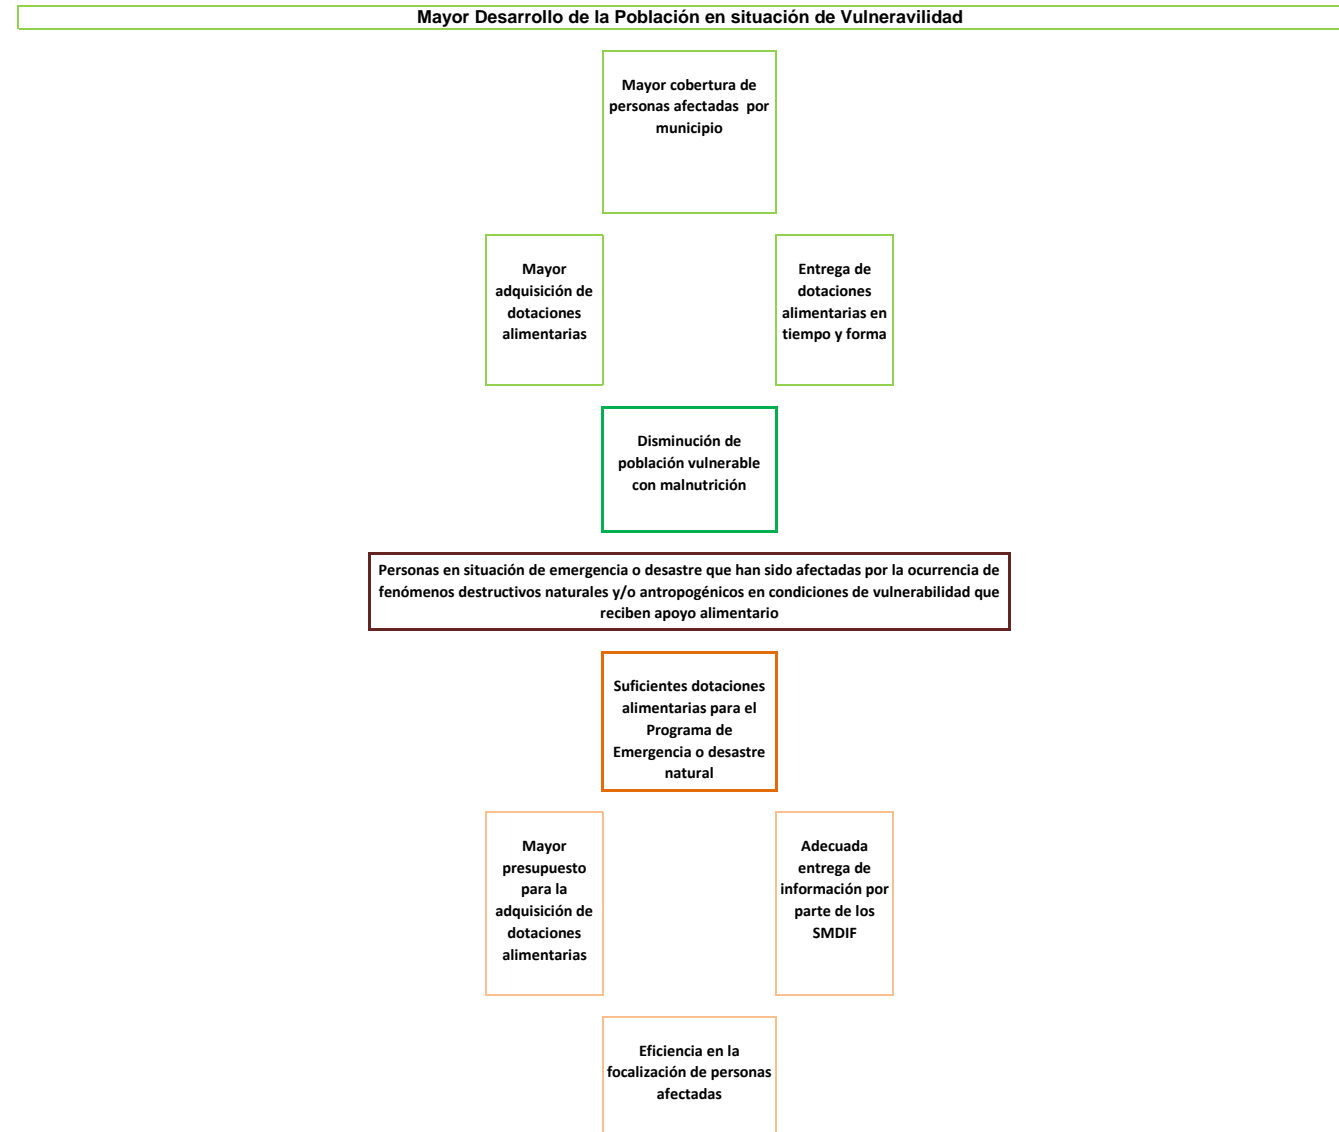 Mayor Desarrollo de la Población en situación de Vulneravilidad
Mayor cobertura de
personas afectadas  por
municipio
Mayor
adquisición de
dotaciones
alimentarias
Entrega de
dotaciones
alimentarias en
tiempo y forma
Disminución de
población vulnerable
con malnutrición
Personas en situación de emergencia o desastre que han sido afectadas por la ocurrencia de
fenómenos destructivos naturales y/o antropogénicos en condiciones de vulnerabilidad que
reciben apoyo alimentario
Suficientes dotaciones
alimentarias para el
Programa de
Emergencia o desastre
natural
Mayor
presupuesto
para la
adquisición de
dotaciones
alimentarias
Adecuada
entrega de
información por
parte de los
SMDIF
Eficiencia en la
focalización de personas
afectadas